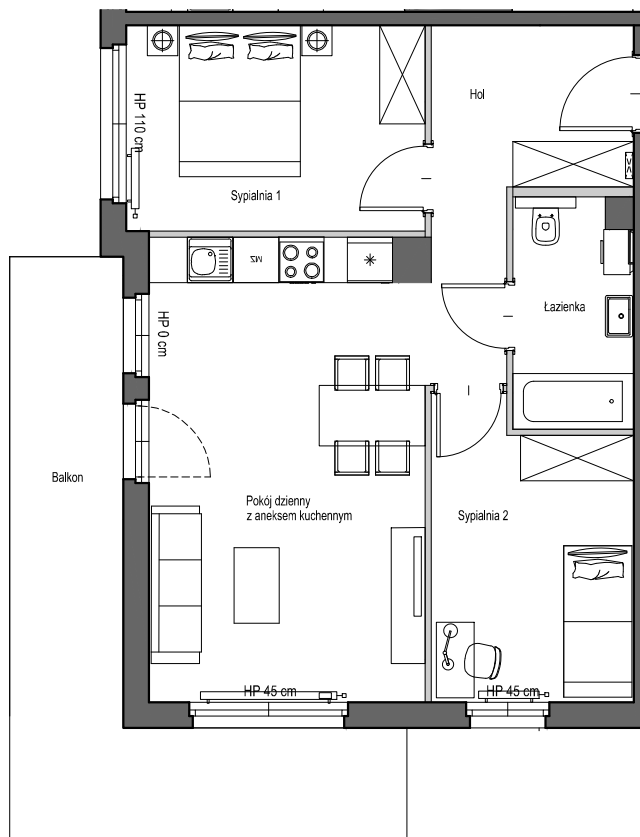 Hol
HP 110 cm
Sypialnia 1
ZM
HP 0 cm
Łazienka
Balkon
Pokój dzienny
z aneksem kuchennym
Sypialnia 2
HP 45 cm
HP 45 cm